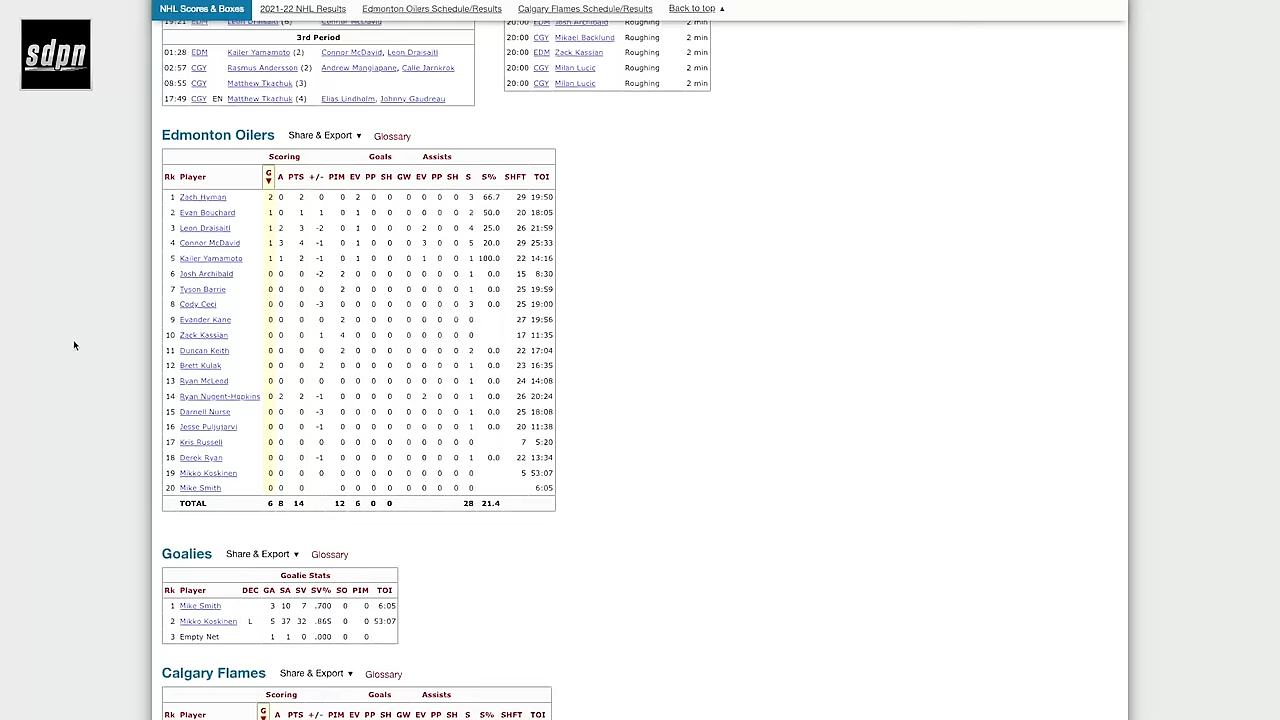 NHL Scores & Boxes 2021-22 NHL Results Edmonton Oilers Schedule/Results Calgary Flames Schedule/Results Back to top ▲
sdpn
19:21 EDM Leon Draisaitl (6) Connor McDavid
3rd Period
01:28 EDM Kailer Yamamoto (2) Connor McDavid, Leon Draisaitl
02:57 CGY Rasmus Andersson (2) Andrew Mangiapane, Calle Jarnkrok
08:55 CGY Matthew Tkachuk (3)
17:49 CGY EN Matthew Tkachuk (4) Elias Lindholm, Johnny Gaudreau
20:00 EDM Josh Archibald Roughing 2 min
20:00 CGY Mikael Backlund Roughing 2 min
20:00 EDM Zack Kassian Roughing 2 min
20:00 CGY Milan Lucic Roughing 2 min
20:00 CGY Milan Lucic Roughing 2 min
Edmonton Oilers Share & Export ▼ Glossary
Scoring Goals Assists
Rk Player G ▼ A PTS +/- PIM EV PP SH GW EV PP SH S S% SHFT TOI
1 Zach Hyman 2 0 2 0 0 2 0 0 0 0 0 0 3 66.7 29 19:50
2 Evan Bouchard 1 0 1 1 0 1 0 0 0 0 0 0 2 50.0 20 18:05
3 Leon Draisaitl 1 2 3 -2 0 1 0 0 0 2 0 0 4 25.0 26 21:59
4 Connor McDavid 1 3 4 -1 0 1 0 0 0 3 0 0 5 20.0 29 25:33
5 Kailer Yamamoto 1 1 2 -1 0 1 0 0 0 1 0 0 1 100.0 22 14:16
6 Josh Archibald 0 0 0 -2 2 0 0 0 0 0 0 0 1 0.0 15 8:30
7 Tyson Barrie 0 0 0 0 2 0 0 0 0 0 0 0 1 0.0 25 19:59
8 Cody Ceci 0 0 0 -3 0 0 0 0 0 0 0 0 3 0.0 25 19:00
9 Evander Kane 0 0 0 0 2 0 0 0 0 0 0 0 0 27 19:56
10 Zack Kassian 0 0 0 1 4 0 0 0 0 0 0 0 0 17 11:35
11 Duncan Keith 0 0 0 0 2 0 0 0 0 0 0 0 2 0.0 22 17:04
12 Brett Kulak 0 0 0 2 0 0 0 0 0 0 0 0 1 0.0 23 16:35
13 Ryan McLeod 0 0 0 0 0 0 0 0 0 0 0 0 1 0.0 24 14:08
14 Ryan Nugent-Hopkins 0 2 2 -1 0 0 0 0 0 2 0 0 1 0.0 26 20:24
15 Darnell Nurse 0 0 0 -3 0 0 0 0 0 0 0 0 1 0.0 25 18:08
16 Jesse Puljujarvi 0 0 0 -1 0 0 0 0 0 0 0 0 1 0.0 20 11:38
17 Kris Russell 0 0 0 0 0 0 0 0 0 0 0 0 0 7 5:20
18 Derek Ryan 0 0 0 -1 0 0 0 0 0 0 0 0 1 0.0 22 13:34
19 Mikko Koskinen 0 0 0 0 0 0 0 0 0 0 0 0 0 5 53:07
20 Mike Smith 0 0 0 0 0 0 0 0 0 0 0 0 6:05
TOTAL 6 8 14 12 6 0 0 28 21.4
Goalies Share & Export ▼ Glossary
Goalie Stats
Rk Player DEC GA SA SV SV% SO PIM TOI
1 Mike Smith 3 10 7 .700 0 0 6:05
2 Mikko Koskinen L 5 37 32 .865 0 0 53:07
3 Empty Net 1 1 0 .000 0 0
Calgary Flames Share & Export ▼ Glossary
Scoring Goals Assists
Rk Player G ▼ A PTS +/- PIM EV PP SH GW EV PP SH S S% SHFT TOI